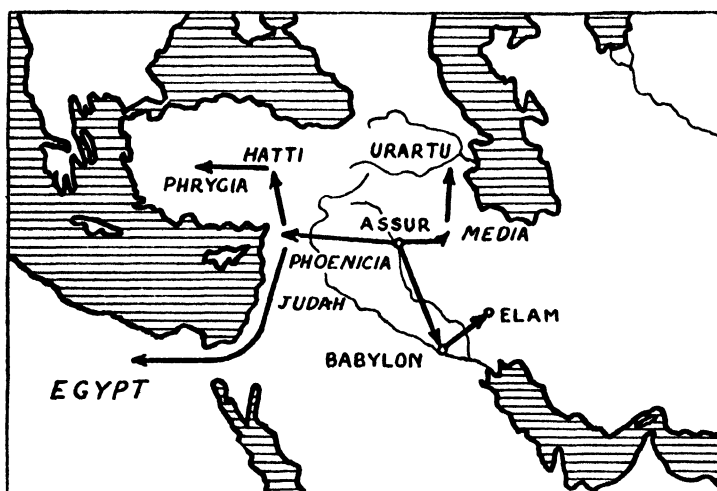 HATTI
URARTU
PHRYGIA
ASSUR
MEDIA
PHOENICIA
JUDAH
ELAM
BABYLON
EGYPT